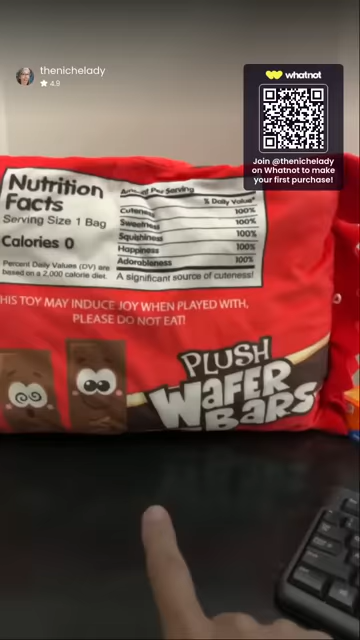 thenichelady
★ 4.9
whatnot
Join @thenichelady
on Whatnot to make
your first purchase!
Nutrition
Facts
Serving Size 1 Bag
Calories 0
Percent Daily Values (DV) are
based on a 2,000 calorie diet.
Amount Per Serving
% Daily Value*
Cuteness 100%
Sweetness 100%
Squishiness 100%
Happiness 100%
Adorableness 100%
A significant source of cuteness!
HIS TOY MAY INDUCE JOY WHEN PLAYED WITH,
PLEASE DO NOT EAT!
PLUSH
WAFER
BARS